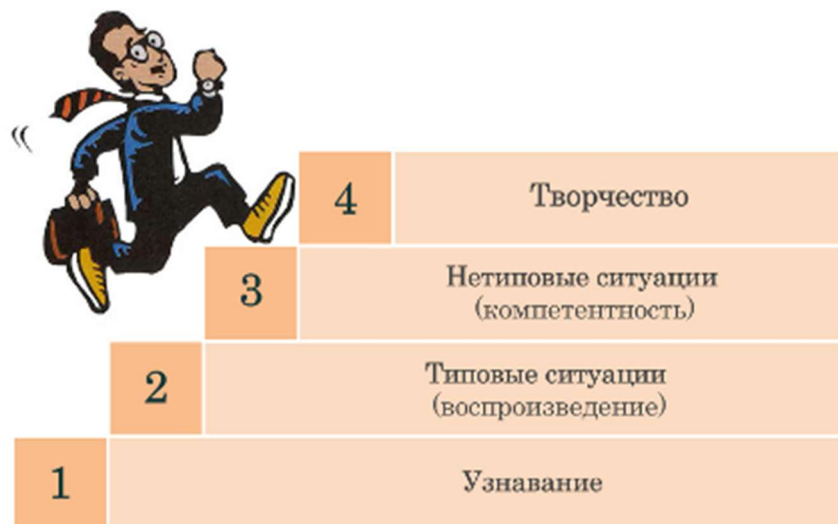 4
Творчество
3
Нетиповые ситуации
(компетентность)
2
Типовые ситуации
(воспроизведение)
1
Узнавание